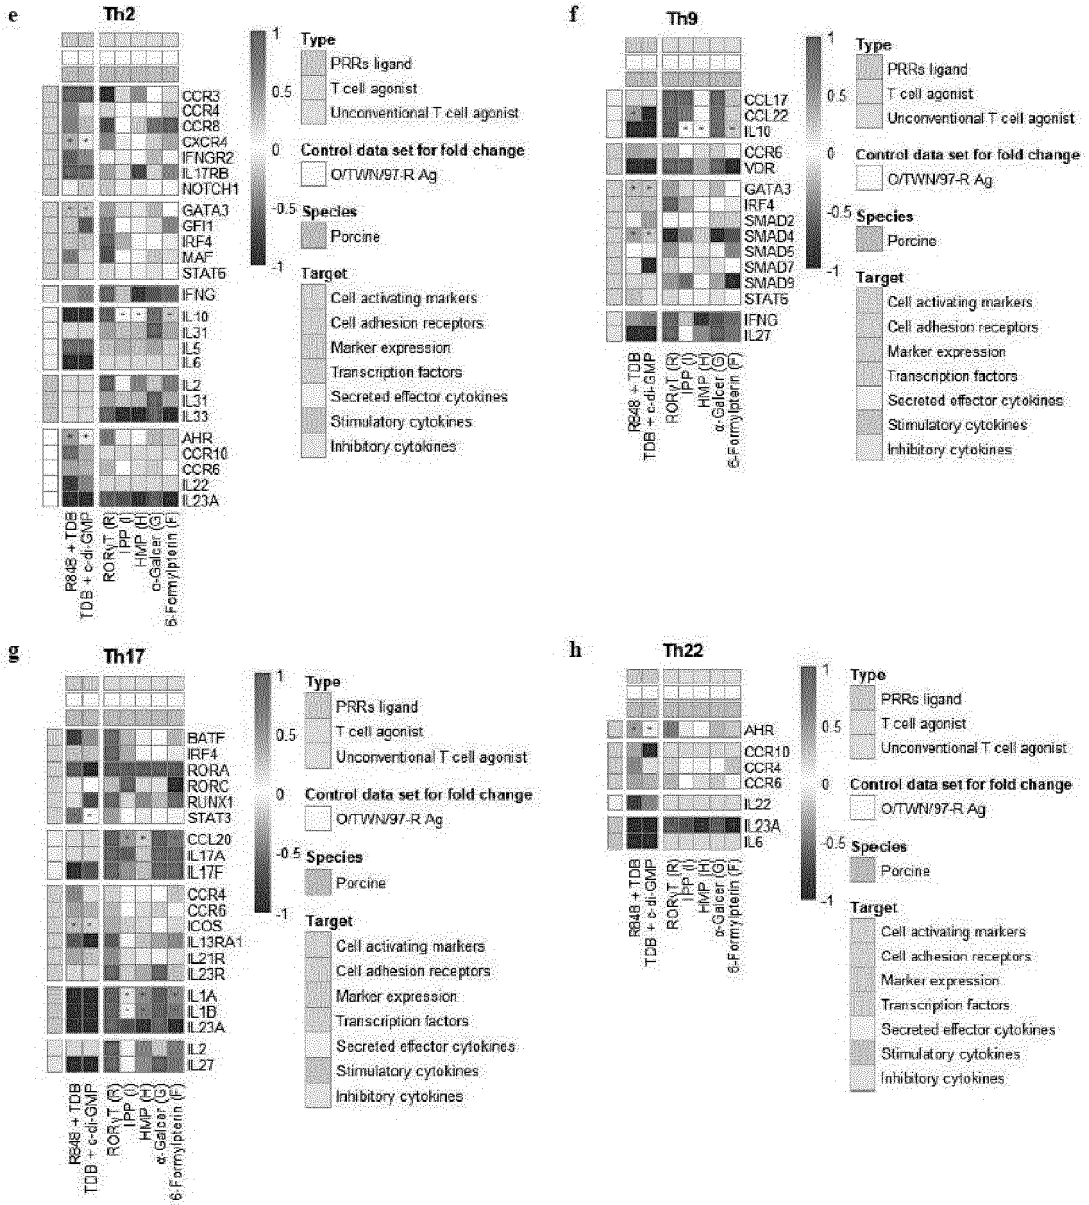 e
Th2
1
0.5
0
-0.5
-1
Type
PRRs ligand
T cell agonist
Unconventional T cell agonist
Control data set for fold change
O/TWN/97-R Ag
Species
Porcine
Target
Cell activating markers
Cell adhesion receptors
Marker expression
Transcription factors
Secreted effector cytokines
Stimulatory cytokines
Inhibitory cytokines
CCR3
CCR4
CCR8
CXCR4
IFNGR2
IL17RB
NOTCH1
GATA3
GFI1
IRF4
MAF
STAT6
IFNG
IL10
IL31
IL5
IL6
IL2
IL31
IL33
AHR
CCR10
CCR6
IL22
IL23A
R848 + TDB
TDB + c-di-GMP
RORγT (R)
IPP (I)
HMP (H)
α-Galcer (G)
6-Formylpterin (F)
f
Th9
1
0.5
0
-0.5
-1
Type
PRRs ligand
T cell agonist
Unconventional T cell agonist
Control data set for fold change
O/TWN/97-R Ag
Species
Porcine
Target
Cell activating markers
Cell adhesion receptors
Marker expression
Transcription factors
Secreted effector cytokines
Stimulatory cytokines
Inhibitory cytokines
CCL17
CCL22
IL10
CCR6
VDR
GATA3
IRF4
SMAD2
SMAD4
SMAD5
SMAD7
SMAD9
STAT6
IFNG
IL27
R848 + TDB
TDB + c-di-GMP
RORγT (R)
IPP (I)
HMP (H)
α-Galcer (G)
6-Formylpterin (F)
g
Th17
1
0.5
0
-0.5
-1
Type
PRRs ligand
T cell agonist
Unconventional T cell agonist
Control data set for fold change
O/TWN/97-R Ag
Species
Porcine
Target
Cell activating markers
Cell adhesion receptors
Marker expression
Transcription factors
Secreted effector cytokines
Stimulatory cytokines
Inhibitory cytokines
BATF
IRF4
RORA
RORC
RUNX1
STAT3
CCL20
IL17A
IL17F
CCR4
CCR6
ICOS
IL13RA1
IL21R
IL23R
IL1A
IL1B
IL23A
IL2
IL27
R848 + TDB
TDB + c-di-GMP
RORγT (R)
IPP (I)
HMP (H)
α-Galcer (G)
6-Formylpterin (F)
h
Th22
1
0.5
0
-0.5
-1
Type
PRRs ligand
T cell agonist
Unconventional T cell agonist
Control data set for fold change
O/TWN/97-R Ag
Species
Porcine
Target
Cell activating markers
Cell adhesion receptors
Marker expression
Transcription factors
Secreted effector cytokines
Stimulatory cytokines
Inhibitory cytokines
AHR
CCR10
CCR4
CCR6
IL22
IL23A
IL6
R848 + TDB
TDB + c-di-GMP
RORγT (R)
IPP (I)
HMP (H)
α-Galcer (G)
6-Formylpterin (F)